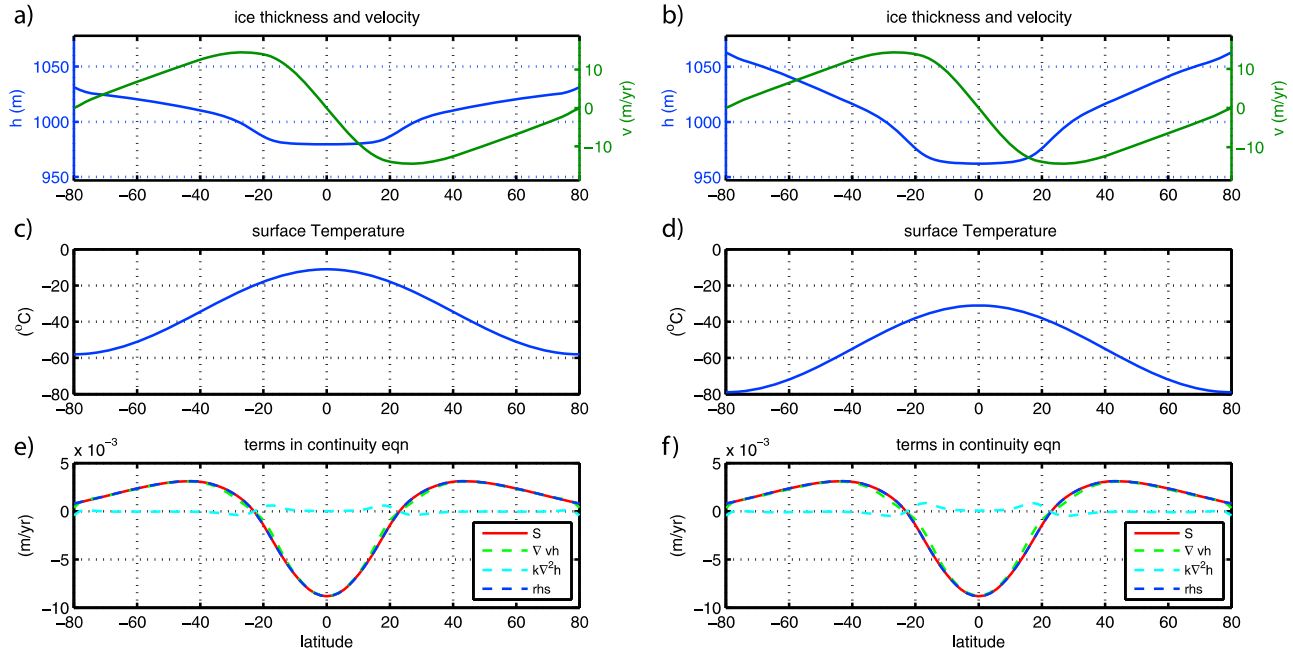 a)
ice thickness and velocity
h (m)
1050
1000
950
10
0
−10
v (m/yr)
−80 −60 −40 −20 0 20 40 60 80
b)
ice thickness and velocity
h (m)
1050
1000
950
10
0
−10
v (m/yr)
−80 −60 −40 −20 0 20 40 60 80
c)
surface Temperature
(°C)
0
−20
−40
−60
−80
−80 −60 −40 −20 0 20 40 60 80
d)
surface Temperature
(°C)
0
−20
−40
−60
−80
−80 −60 −40 −20 0 20 40 60 80
e)
terms in continuity eqn
x 10⁻³
(m/yr)
5
0
−5
−10
S
∇ vh
k∇²h
rhs
−80 −60 −40 −20 0 20 40 60 80
latitude
f)
terms in continuity eqn
x 10⁻³
(m/yr)
5
0
−5
−10
S
∇ vh
k∇²h
rhs
−80 −60 −40 −20 0 20 40 60 80
latitude